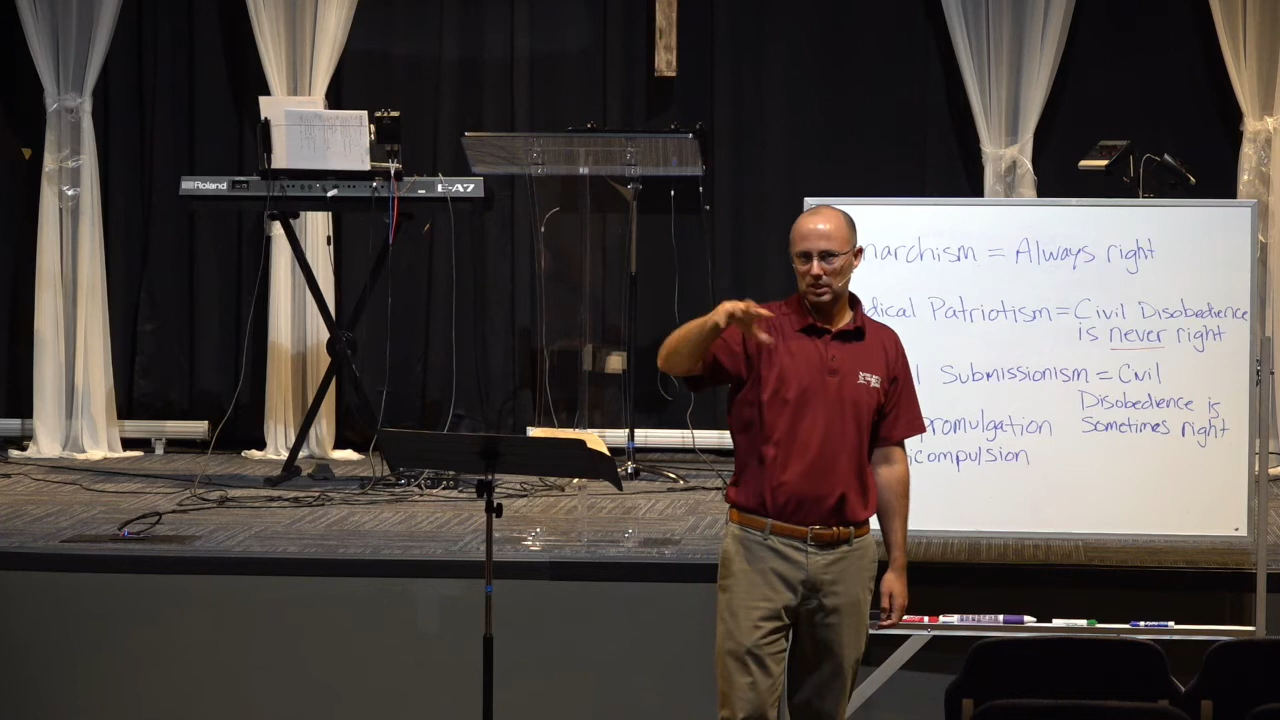 Roland
E-A7
narchism = Always right
dical Patriotism = Civil Disobedience
is never right
l Submissionism = Civil
Disobedience is
promulgation Sometimes right
compulsion